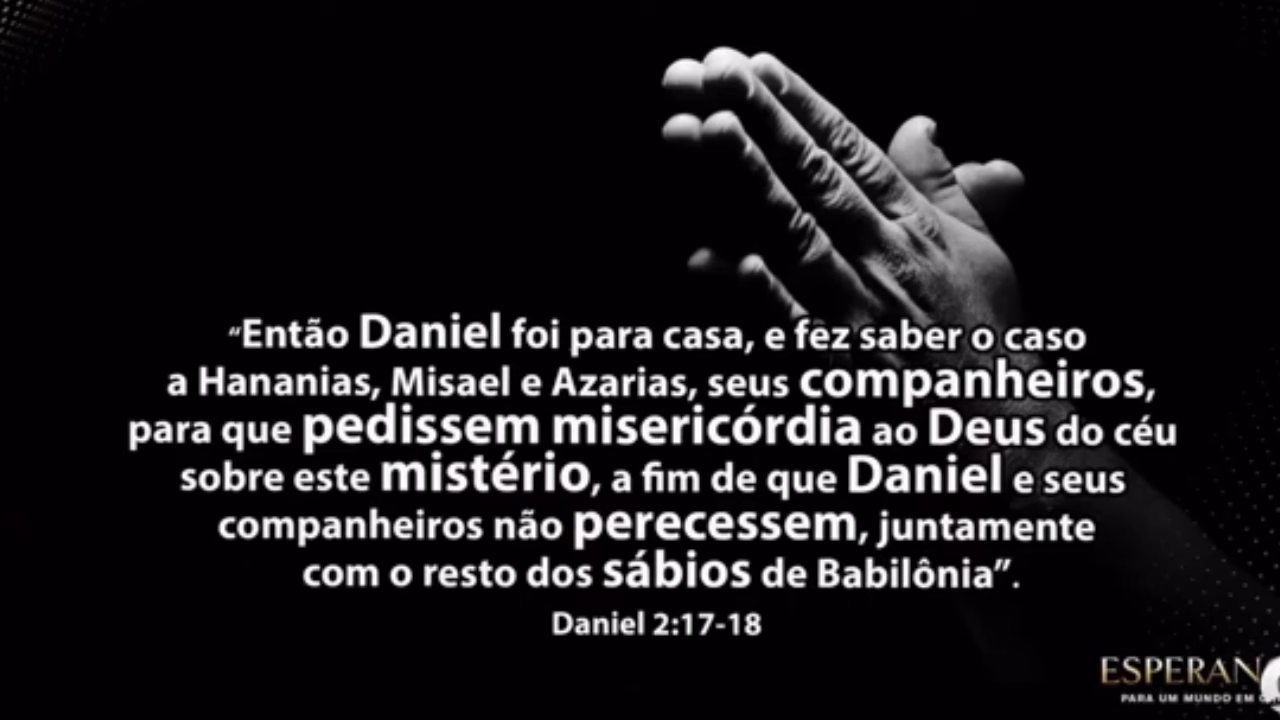 “Então Daniel foi para casa, e fez saber o caso
a Hananias, Misael e Azarias, seus companheiros,
para que pedissem misericórdia ao Deus do céu
sobre este mistério, a fim de que Daniel e seus
companheiros não perecessem, juntamente
com o resto dos sábios de Babilônia”.
Daniel 2:17-18
ESPERAN
PARA UM MUNDO EM